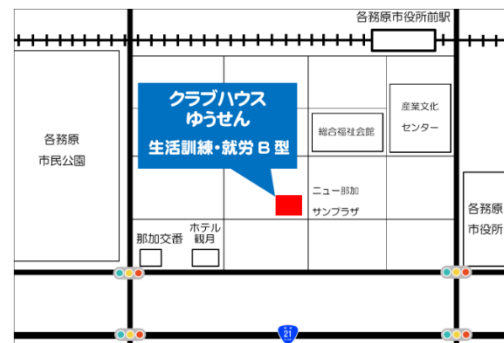 各務原市役所前駅
クラブハウス
ゆうせん
生活訓練・就労B型
産業文化
センター
総合福祉会館
各務原
市民公園
ニュー那加
サンプラザ
各務原
市役所
ホテル
観月
那加交番
21